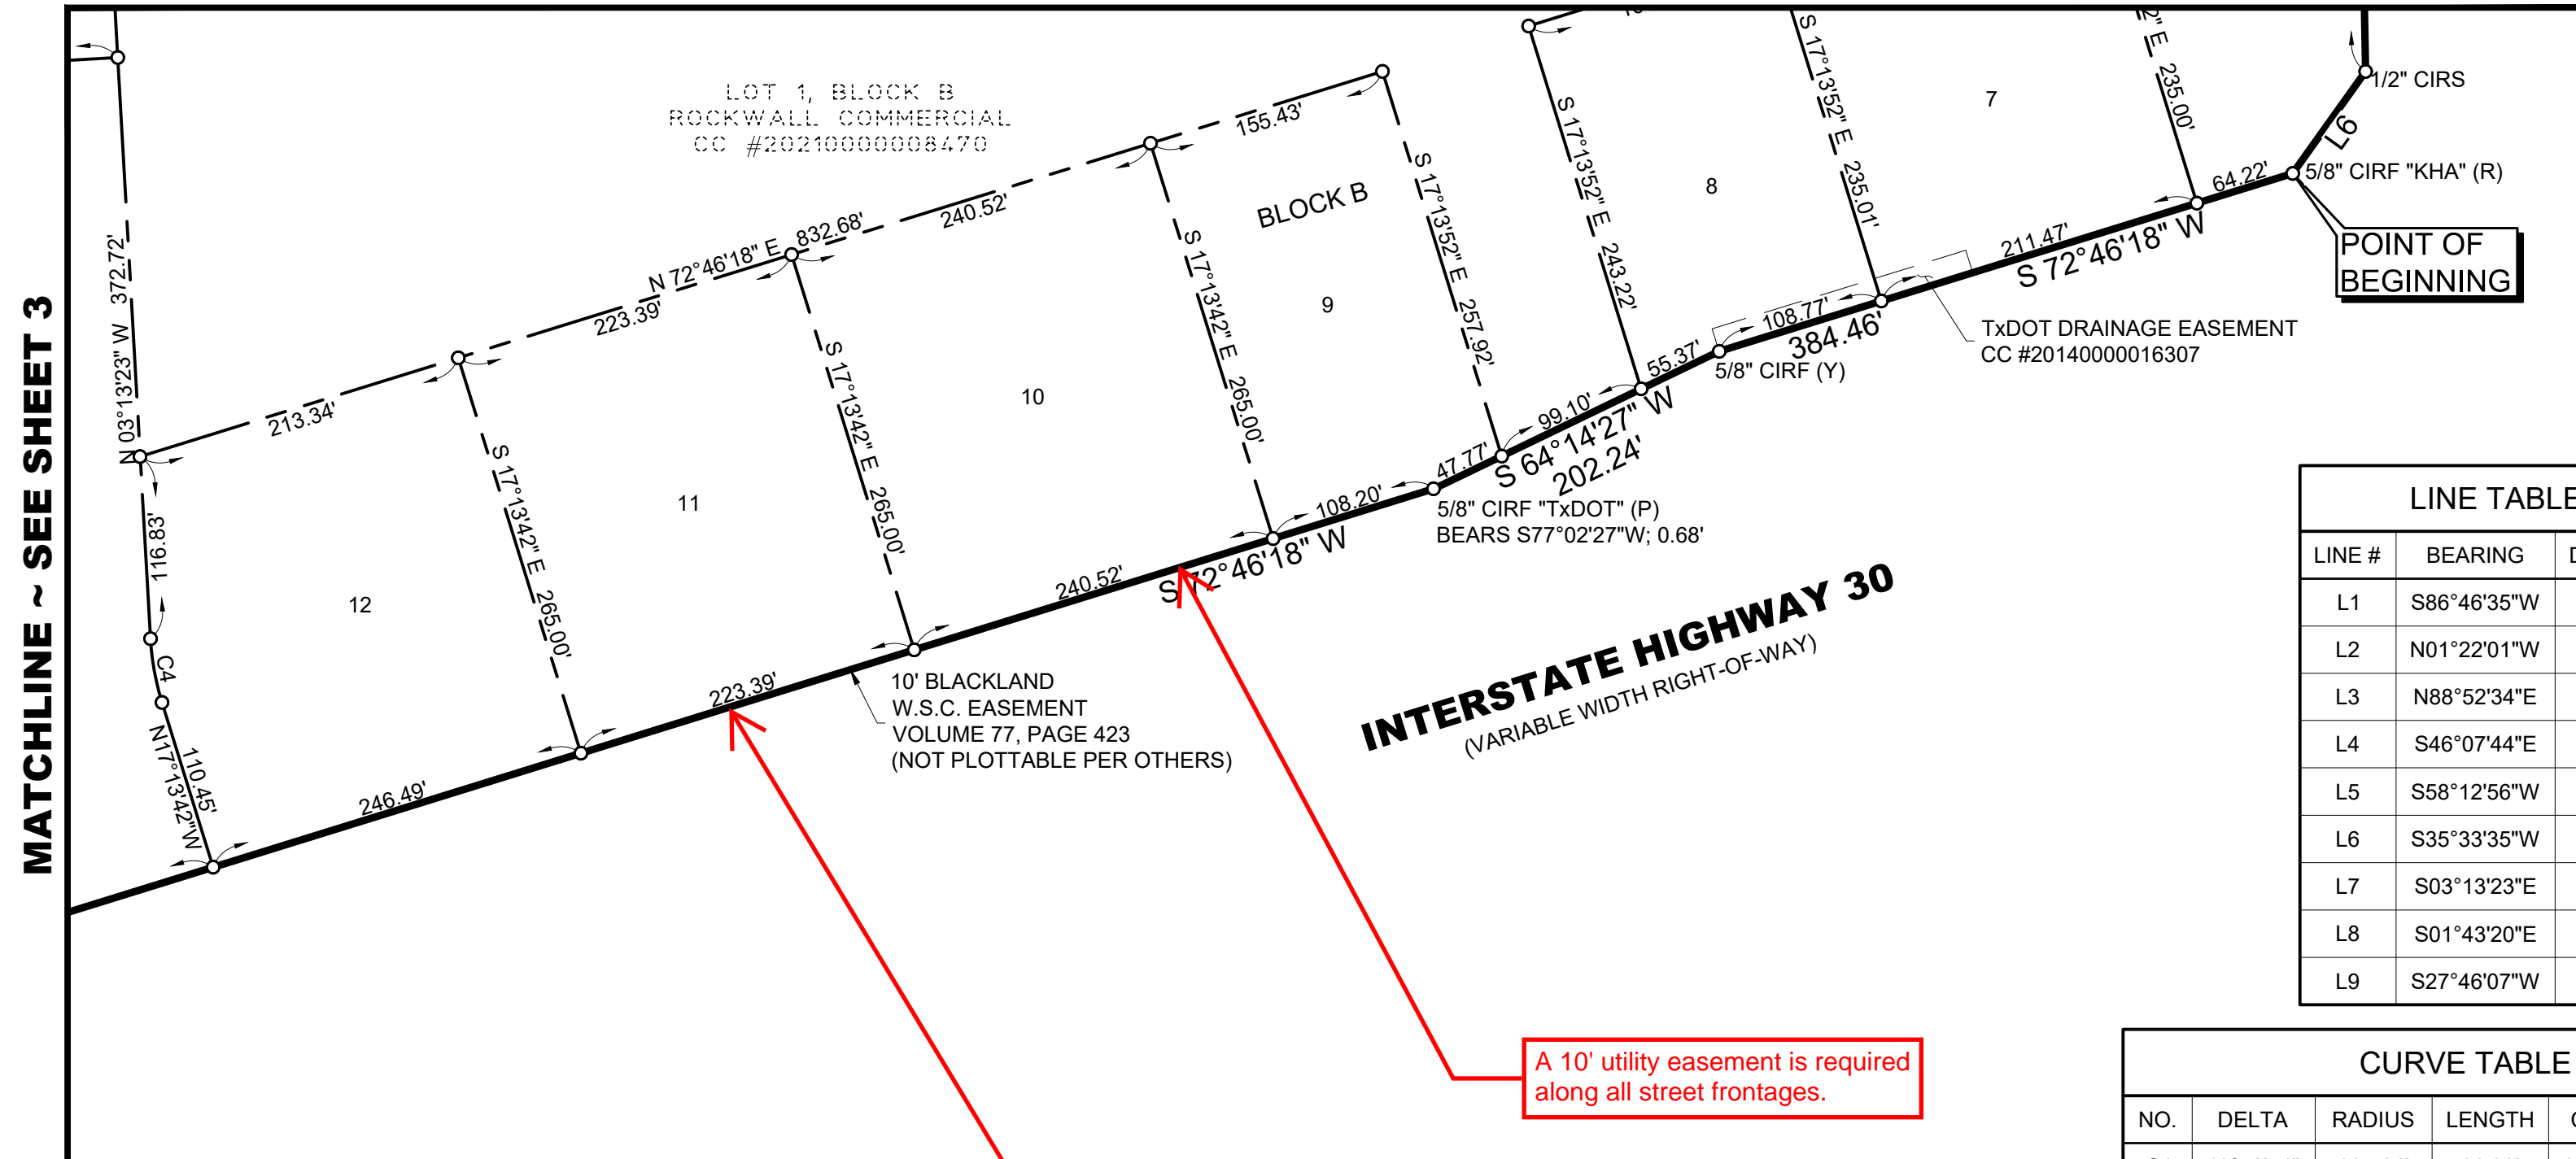 MATCHLINE ~ SEE SHEET 3
LOT 1, BLOCK B
ROCKWALL COMMERCIAL
CC #20210000008470
N 03°13'23" W 372.72'
N 72°46'18" E 832.68'
213.34'
223.39'
240.52'
155.43'
BLOCK B
S 17°13'42" E 265.00'
S 17°13'42" E 265.00'
S 17°13'42" E 265.00'
S 17°13'52" E 257.92'
S 17°13'52" E 243.22'
S 17°13'52" E 235.01'
2" E 235.00'
7
8
9
10
11
12
116.83'
C4
N17°13'42"W
110.45'
246.49'
223.39'
240.52'
108.20'
S 72°46'18" W
47.77'
99.10'
55.37'
S 64°14'27" W
202.24'
108.77'
384.46'
211.47'
S 72°46'18" W
64.22'
L6
1/2" CIRS
5/8" CIRF "KHA" (R)
POINT OF
BEGINNING
TxDOT DRAINAGE EASEMENT
CC #20140000016307
5/8" CIRF (Y)
5/8" CIRF "TxDOT" (P)
BEARS S77°02'27"W; 0.68'
10' BLACKLAND
W.S.C. EASEMENT
VOLUME 77, PAGE 423
(NOT PLOTTABLE PER OTHERS)
INTERSTATE HIGHWAY 30
(VARIABLE WIDTH RIGHT-OF-WAY)
A 10' utility easement is required
along all street frontages.
LINE TABLE
LINE # BEARING
L1 S86°46'35"W
L2 N01°22'01"W
L3 N88°52'34"E
L4 S46°07'44"E
L5 S58°12'56"W
L6 S35°33'35"W
L7 S03°13'23"E
L8 S01°43'20"E
L9 S27°46'07"W
CURVE TABLE
NO. DELTA RADIUS LENGTH